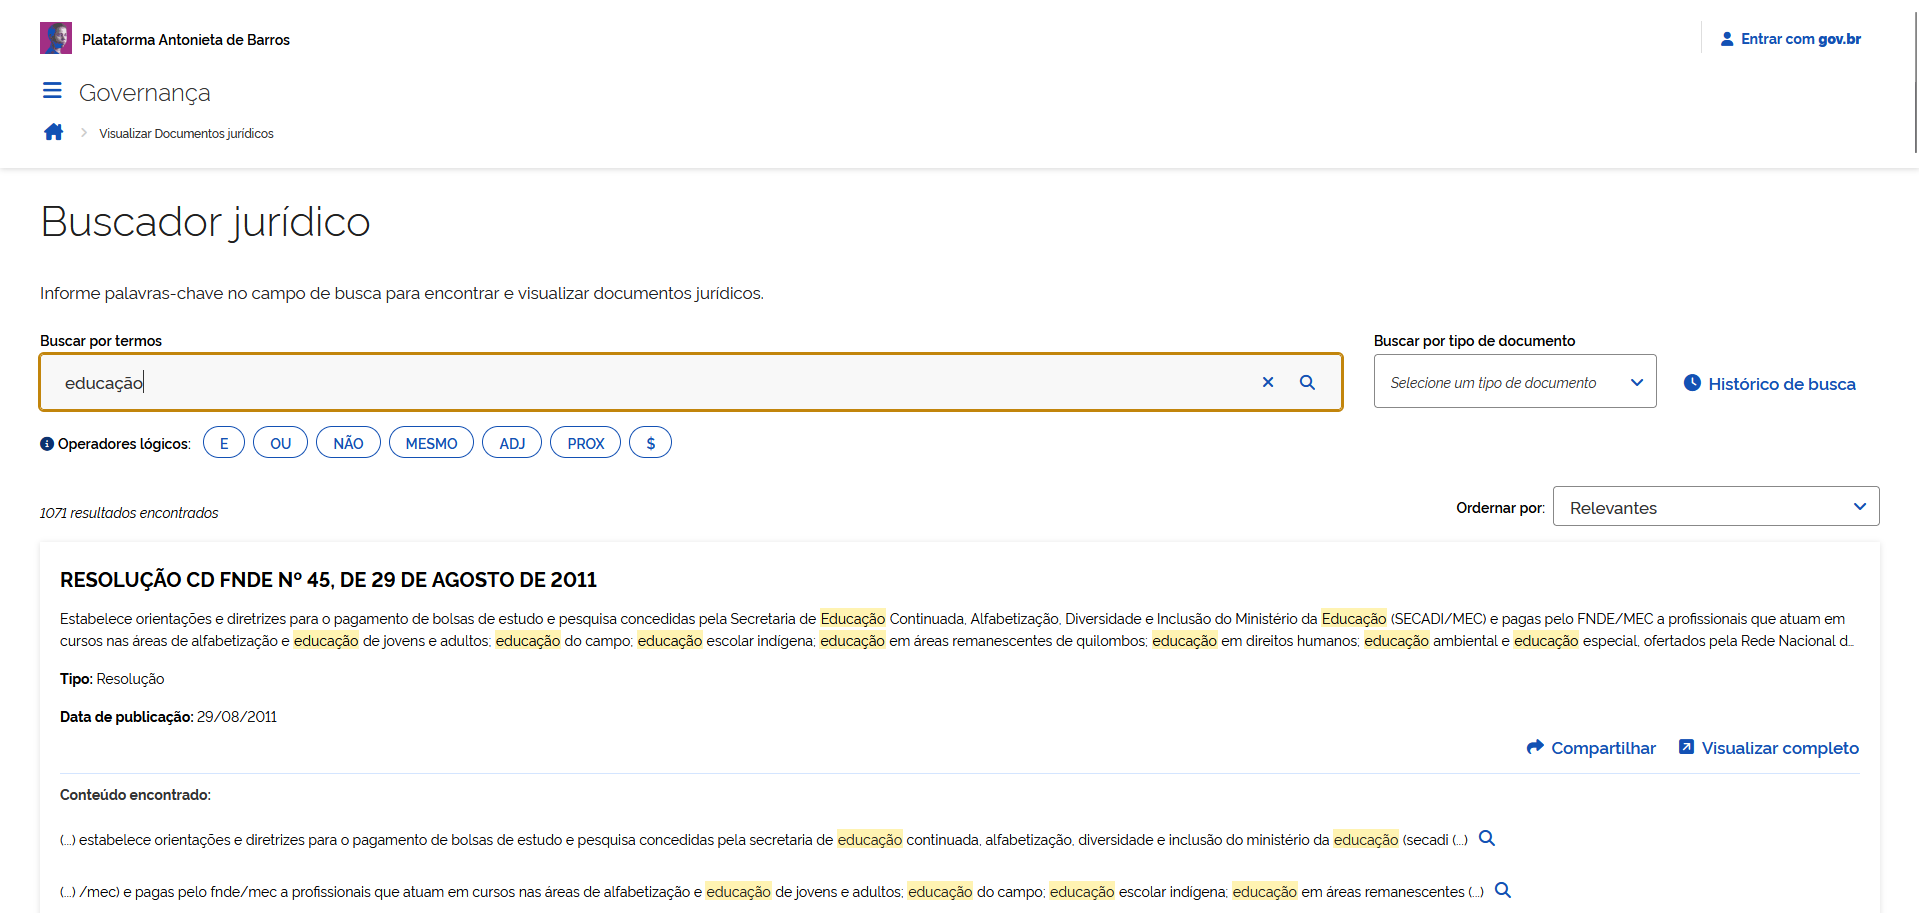 Plataforma Antonieta de Barros
Entrar com gov.br
Governança
Visualizar Documentos jurídicos
Buscador jurídico
Informe palavras-chave no campo de busca para encontrar e visualizar documentos jurídicos.
Buscar por termos
Buscar por tipo de documento
educação
Selecione um tipo de documento
Histórico de busca
Operadores lógicos: E OU NÃO MESMO ADJ PROX $
1071 resultados encontrados
Ordernar por: Relevantes
RESOLUÇÃO CD FNDE Nº 45, DE 29 DE AGOSTO DE 2011
Estabelece orientações e diretrizes para o pagamento de bolsas de estudo e pesquisa concedidas pela Secretaria de Educação Continuada, Alfabetização, Diversidade e Inclusão do Ministério da Educação (SECADI/MEC) e pagas pelo FNDE/MEC a profissionais que atuam em
cursos nas áreas de alfabetização e educação de jovens e adultos; educação do campo; educação escolar indígena; educação em áreas remanescentes de quilombos; educação em direitos humanos; educação ambiental e educação especial, ofertados pela Rede Nacional d...
Tipo: Resolução
Data de publicação: 29/08/2011
Compartilhar
Visualizar completo
Conteúdo encontrado:
(...) estabelece orientações e diretrizes para o pagamento de bolsas de estudo e pesquisa concedidas pela secretaria de educação continuada, alfabetização, diversidade e inclusão do ministério da educação (secadi (...)
(...) /mec) e pagas pelo fnde/mec a profissionais que atuam em cursos nas áreas de alfabetização e educação de jovens e adultos; educação do campo; educação escolar indígena; educação em áreas remanescentes (...)